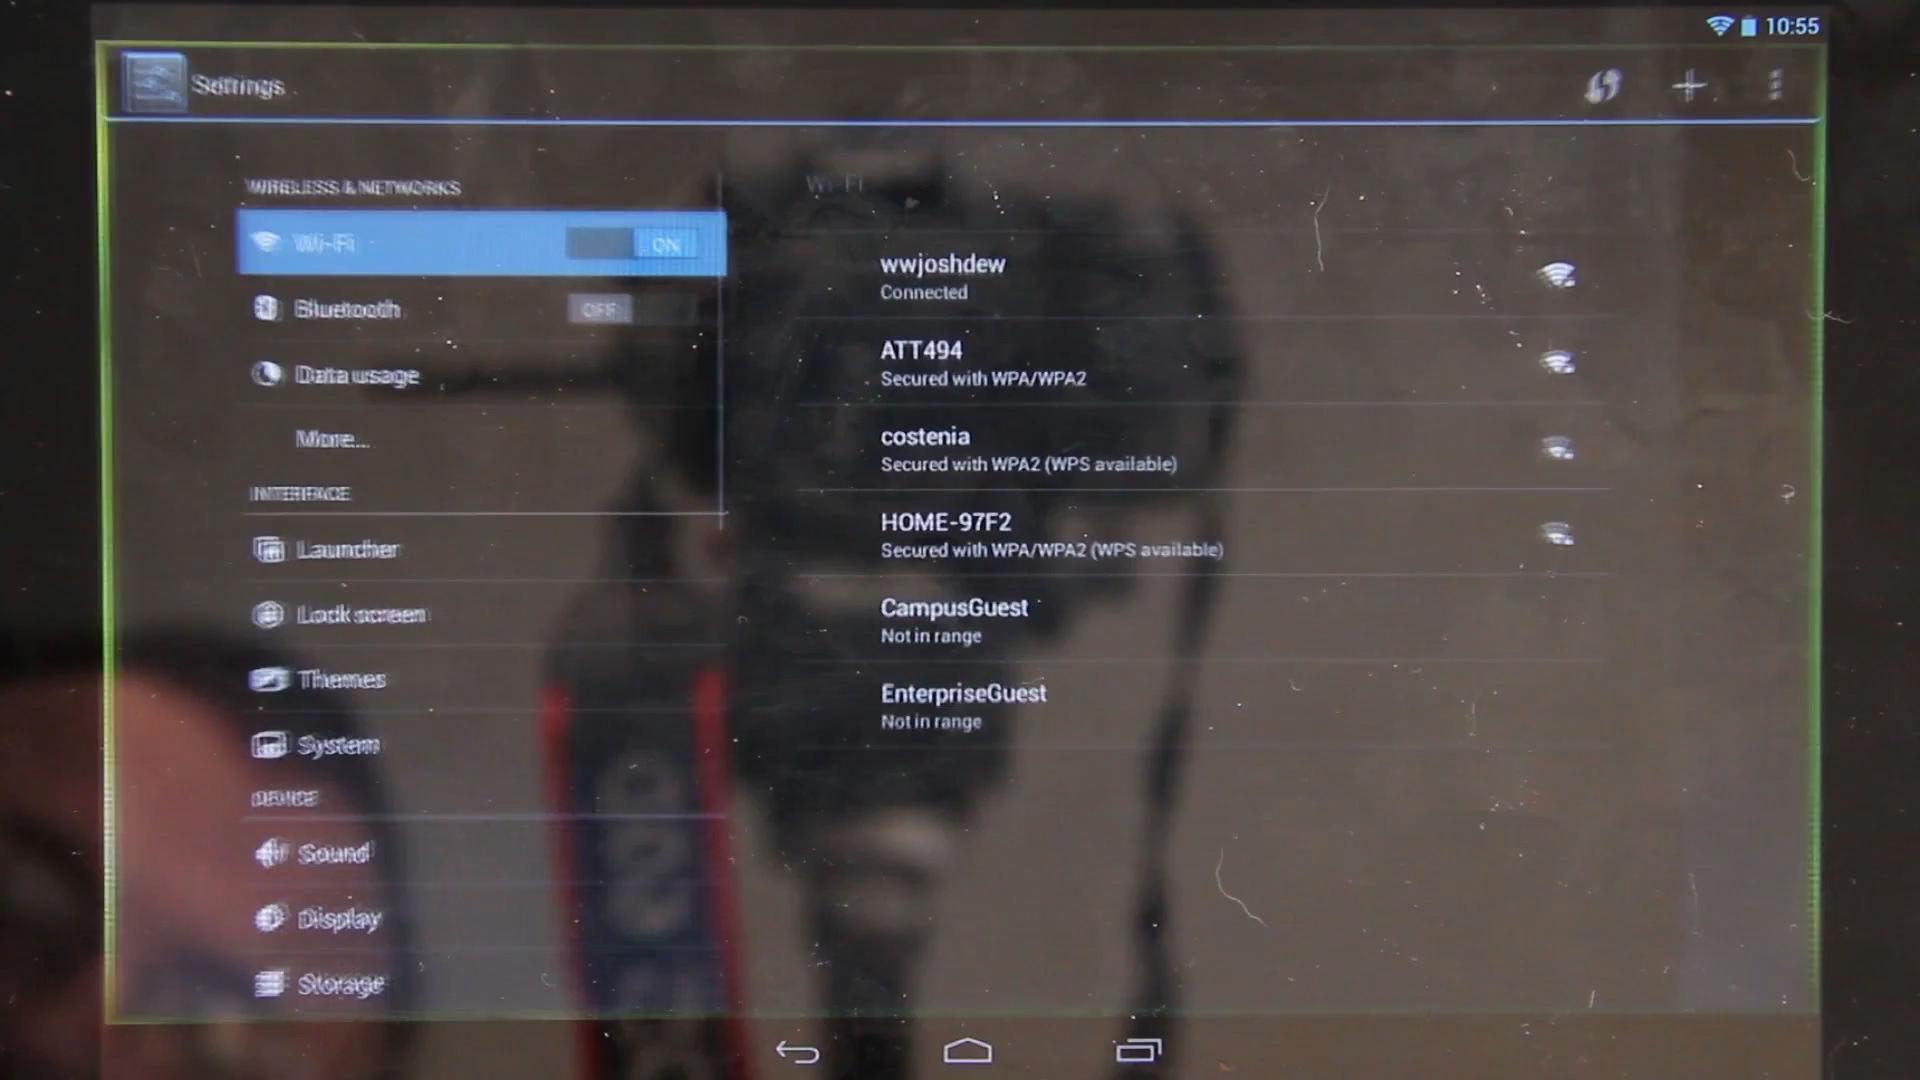 10:55
Settings
WIRELESS & NETWORKS
Wi-Fi
ON
Bluetooth
OFF
Data usage
More...
INTERFACE
Launcher
Lock screen
Themes
System
DEVICE
Sound
Display
Storage
Wi-Fi
wwjoshdew
Connected
ATT494
Secured with WPA/WPA2
costenia
Secured with WPA2 (WPS available)
HOME-97F2
Secured with WPA/WPA2 (WPS available)
CampusGuest
Not in range
EnterpriseGuest
Not in range